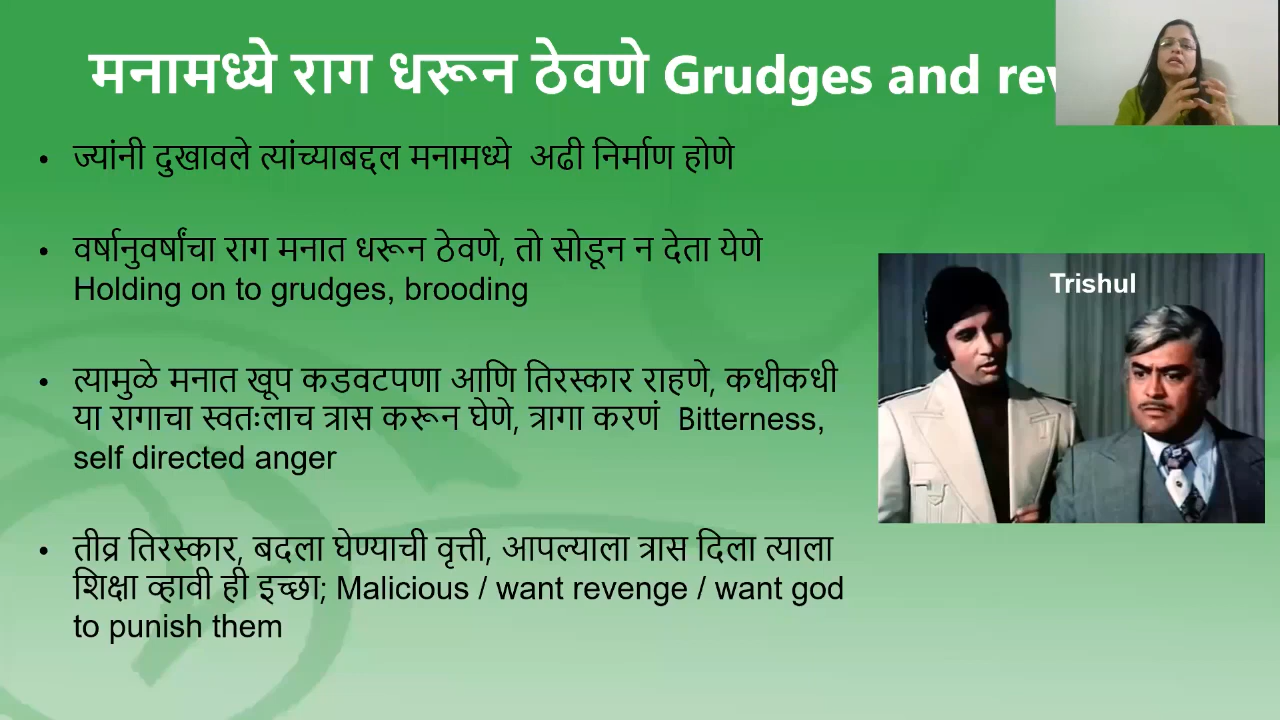 मनामध्ये राग धरून ठेवणे Grudges and
• ज्यांनी दुखावले त्यांच्याबद्दल मनामध्ये अढी निर्माण होणे
• वर्षानुवर्षांचा राग मनात धरून ठेवणे, तो सोडून न देता येणे
Holding on to grudges, brooding
Trishul
• त्यामुळे मनात खूप कडवटपणा आणि तिरस्कार राहणे, कधीकधी
या रागाचा स्वतःलाच त्रास करून घेणे, त्रागा करणं Bitterness,
self directed anger
• तीव्र तिरस्कार, बदला घेण्याची वृत्ती, आपल्याला त्रास दिला त्याला
शिक्षा व्हावी ही इच्छा; Malicious / want revenge / want god
to punish them